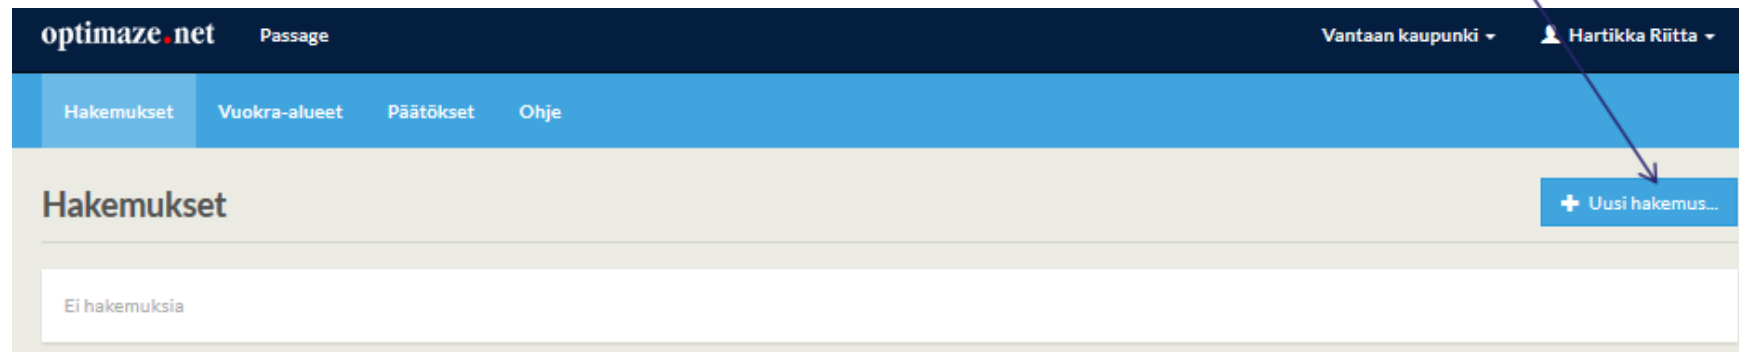 optimaze.net Passage Vantaan kaupunki Hartikka Riitta
Hakemukset Vuokra-alueet Päätökset Ohje
Hakemukset
Uusi hakemus...
Ei hakemuksia